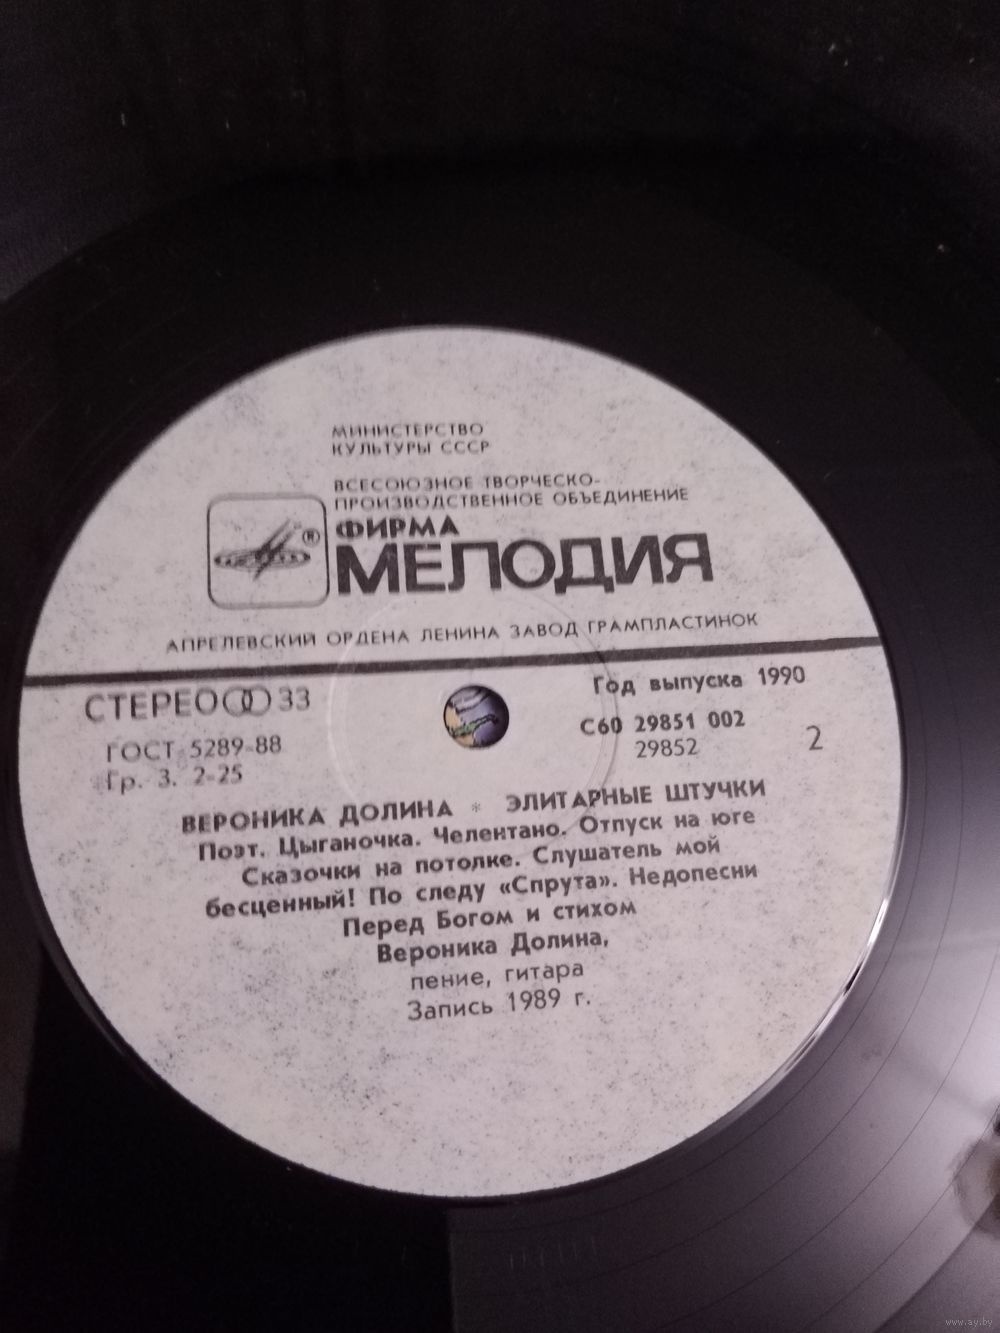 МИНИСТЕРСТВО
КУЛЬТУРЫ СССР
ВСЕСОЮЗНОЕ ТВОРЧЕСКО-
ПРОИЗВОДСТВЕННОЕ ОБЪЕДИНЕНИЕ
®
ФИРМА
МЕЛОДИЯ
АПРЕЛЕВСКИЙ ОРДЕНА ЛЕНИНА ЗАВОД ГРАМПЛАСТИНОК
СТЕРЕО 33
Год выпуска 1990
ГОСТ 5289-88
С60 29851 002
Гр. 3. 2-25
29852
2
ВЕРОНИКА ДОЛИНА * ЭЛИТАРНЫЕ ШТУЧКИ
Поэт. Цыганочка. Челентано. Отпуск на юге
Сказочки на потолке. Слушатель мой
бесценный! По следу «Спрута». Недопесни
Перед Богом и стихом
Вероника Долина,
пение, гитара
Запись 1989 г.
www.ay.by